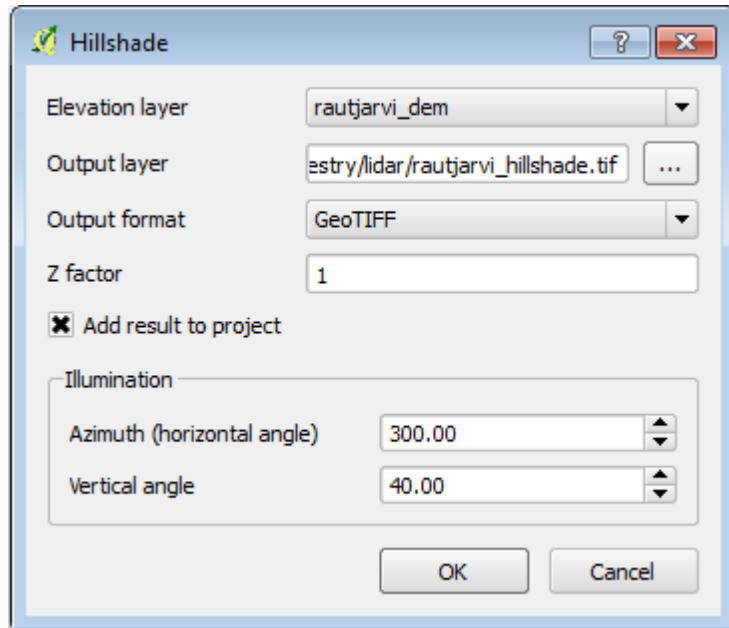 Hillshade
Elevation layer rautjarvi_dem
Output layer estry/lidar/rautjarvi_hillshade.tif ...
Output format GeoTIFF
Z factor 1
Add result to project
Illumination
Azimuth (horizontal angle) 300.00
Vertical angle 40.00
OK Cancel